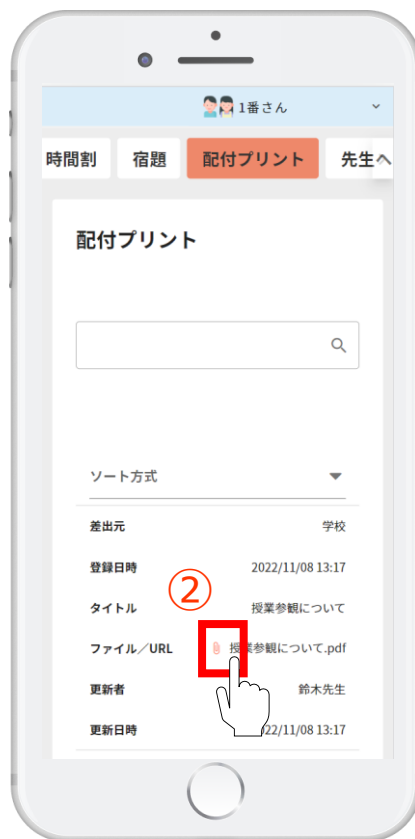 1番さん
時間割 宿題 配付プリント 先生へ
配付プリント
ソート方式
差出元 学校
登録日時 2022/11/08 13:17
②
タイトル 授業参観について
ファイル／URL 授業参観について.pdf
更新者 鈴木先生
更新日時 22/11/08 13:17